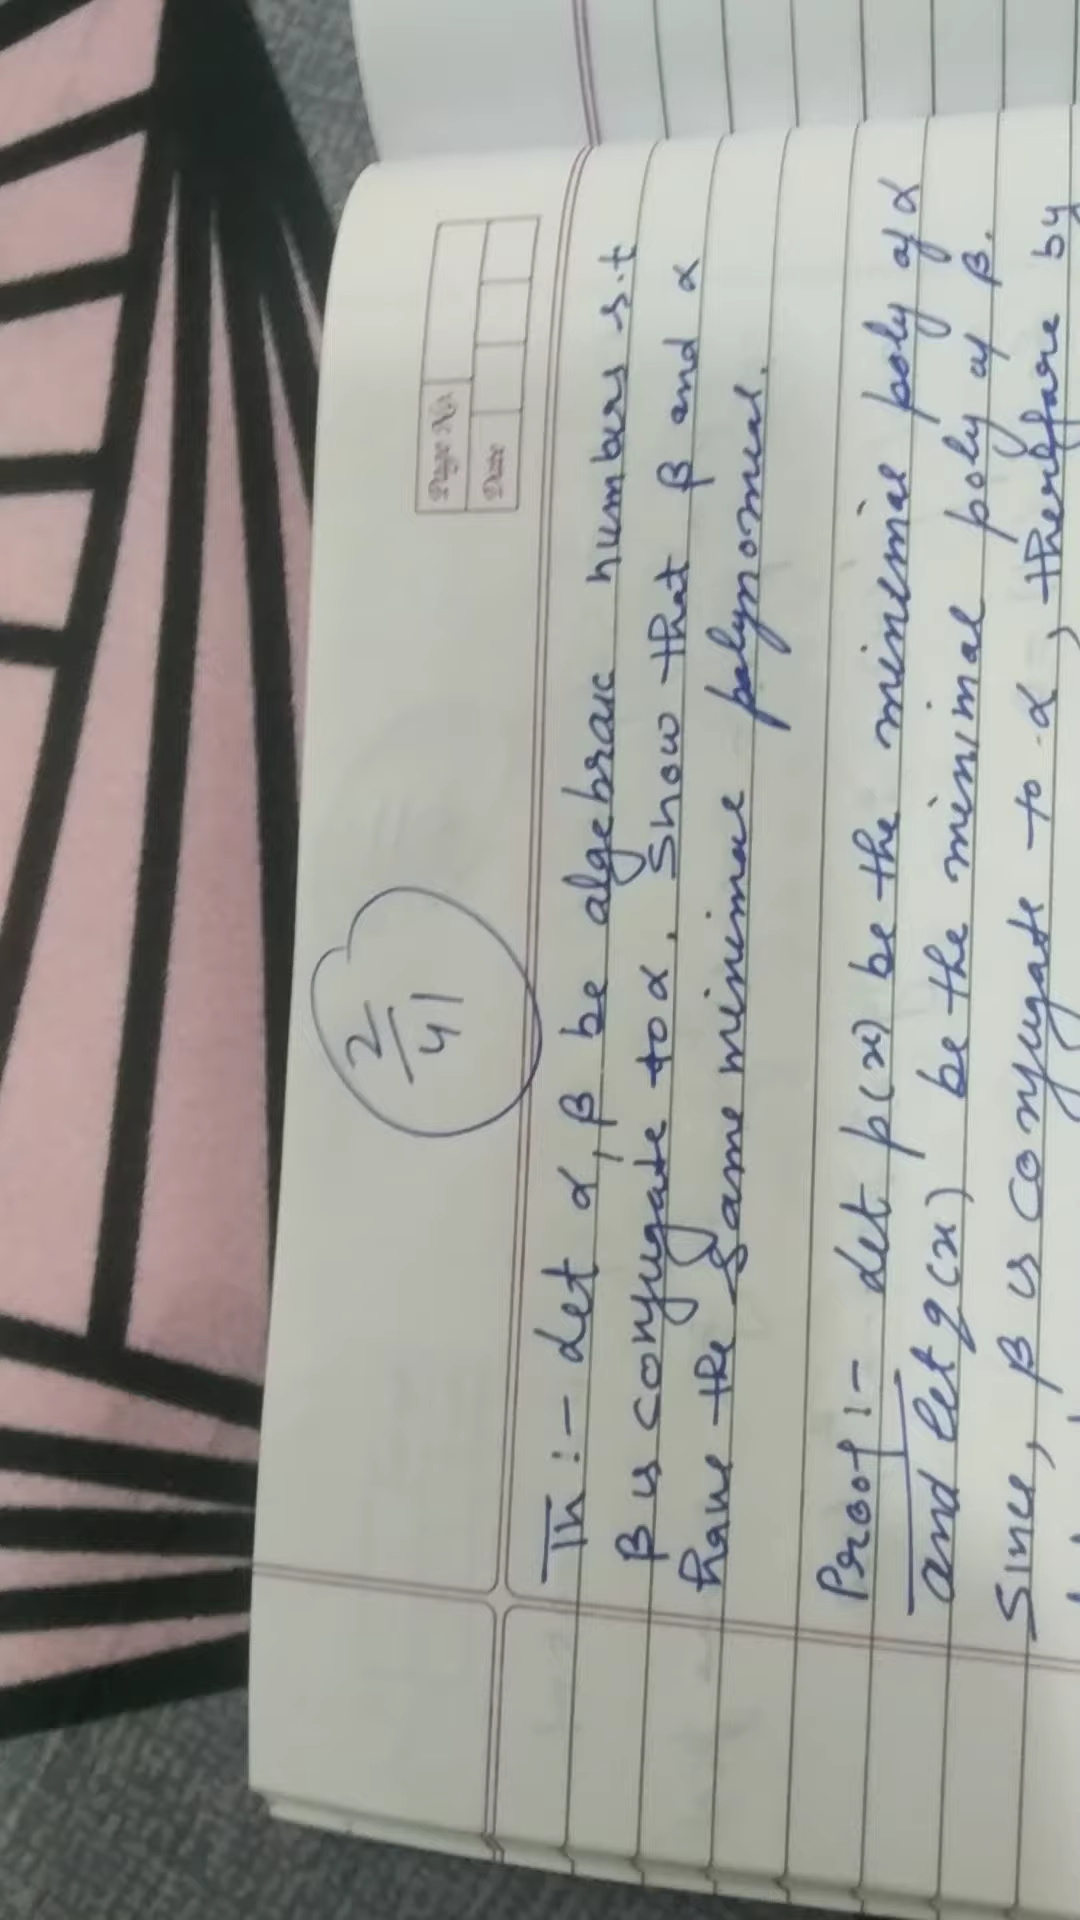 Page No.
Date
2/41
Th :- Let α, β be algebraic numbers s.t
β is conjugate to α. Show that β and α
have the same minimal polynomial.
Proof :- Let p(x) be the minimal poly of α
and let q(x) be the minimal poly of β.
Since, β is conjugate to α, therefore by